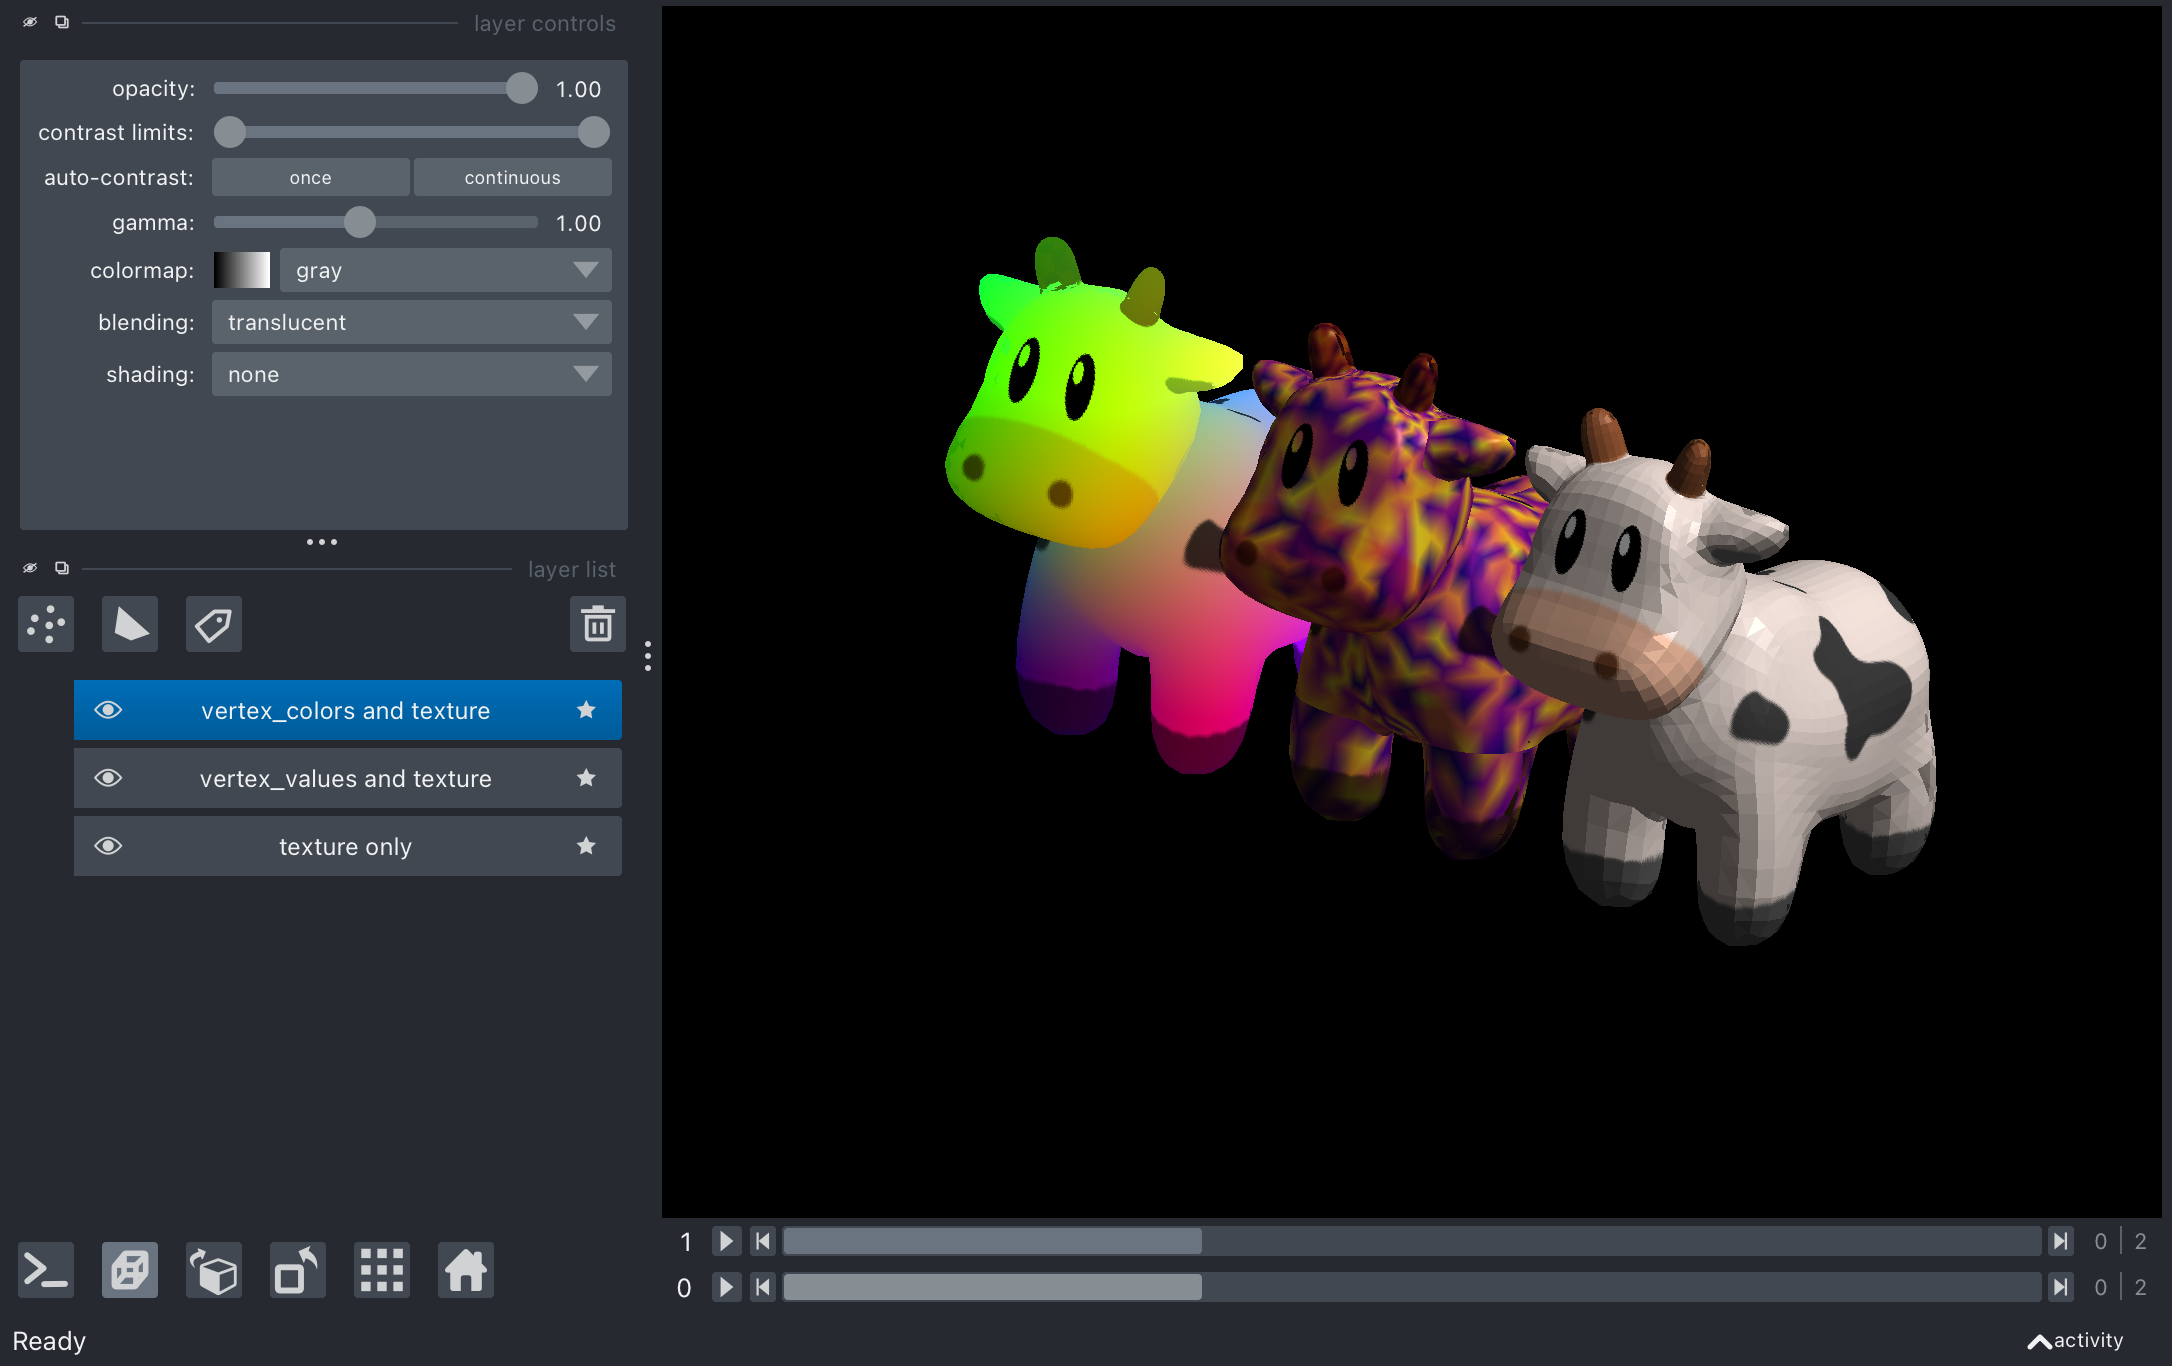 layer controls
opacity: 1.00
contrast limits:
auto-contrast: once continuous
gamma: 1.00
colormap: gray
blending: translucent
shading: none
layer list
vertex_colors and texture
vertex_values and texture
texture only
1 0 | 2
0 0 | 2
Ready activity